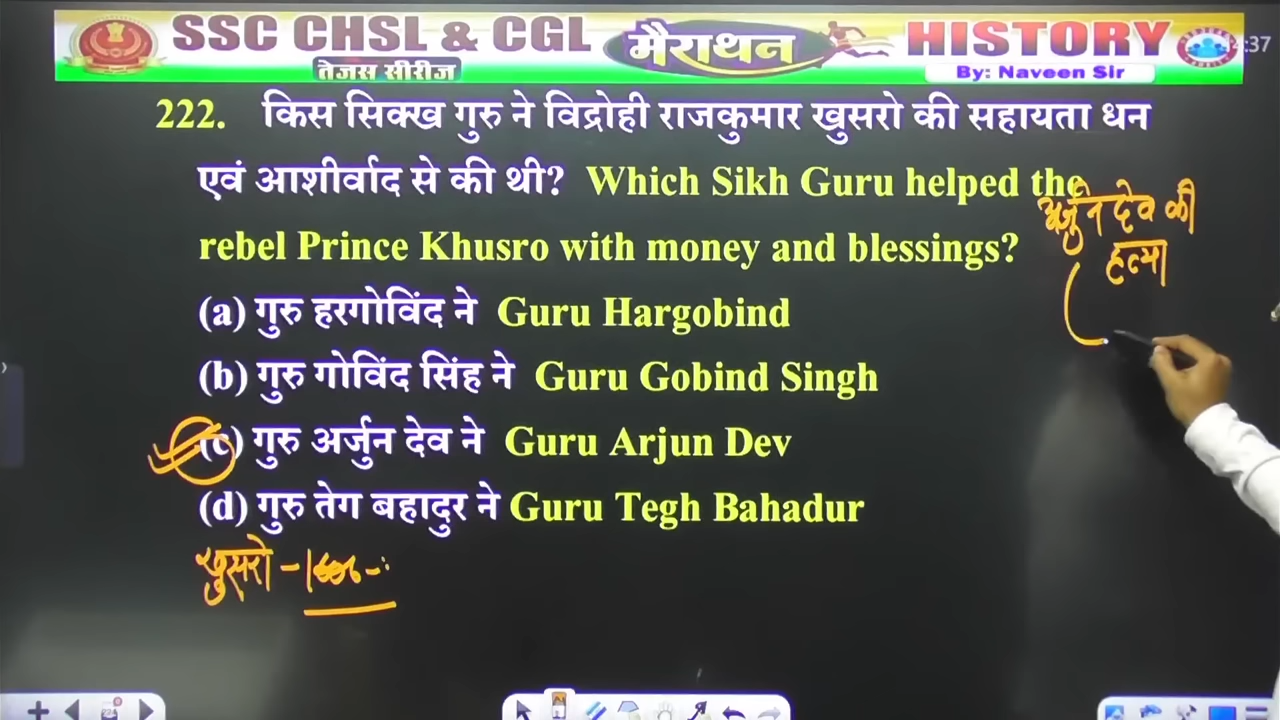 SSC CHSL & CGL मैराथन HISTORY
तेजस सीरीज By: Naveen Sir
222. किस सिक्ख गुरु ने विद्रोही राजकुमार खुसरो की सहायता धन
एवं आशीर्वाद से की थी? Which Sikh Guru helped the
rebel Prince Khusro with money and blessings?
(a) गुरु हरगोविंद ने Guru Hargobind
(b) गुरु गोविंद सिंह ने Guru Gobind Singh
(c) गुरु अर्जुन देव ने Guru Arjun Dev
(d) गुरु तेग बहादुर ने Guru Tegh Bahadur
अर्जुन देव की
हत्या
खुसरो -